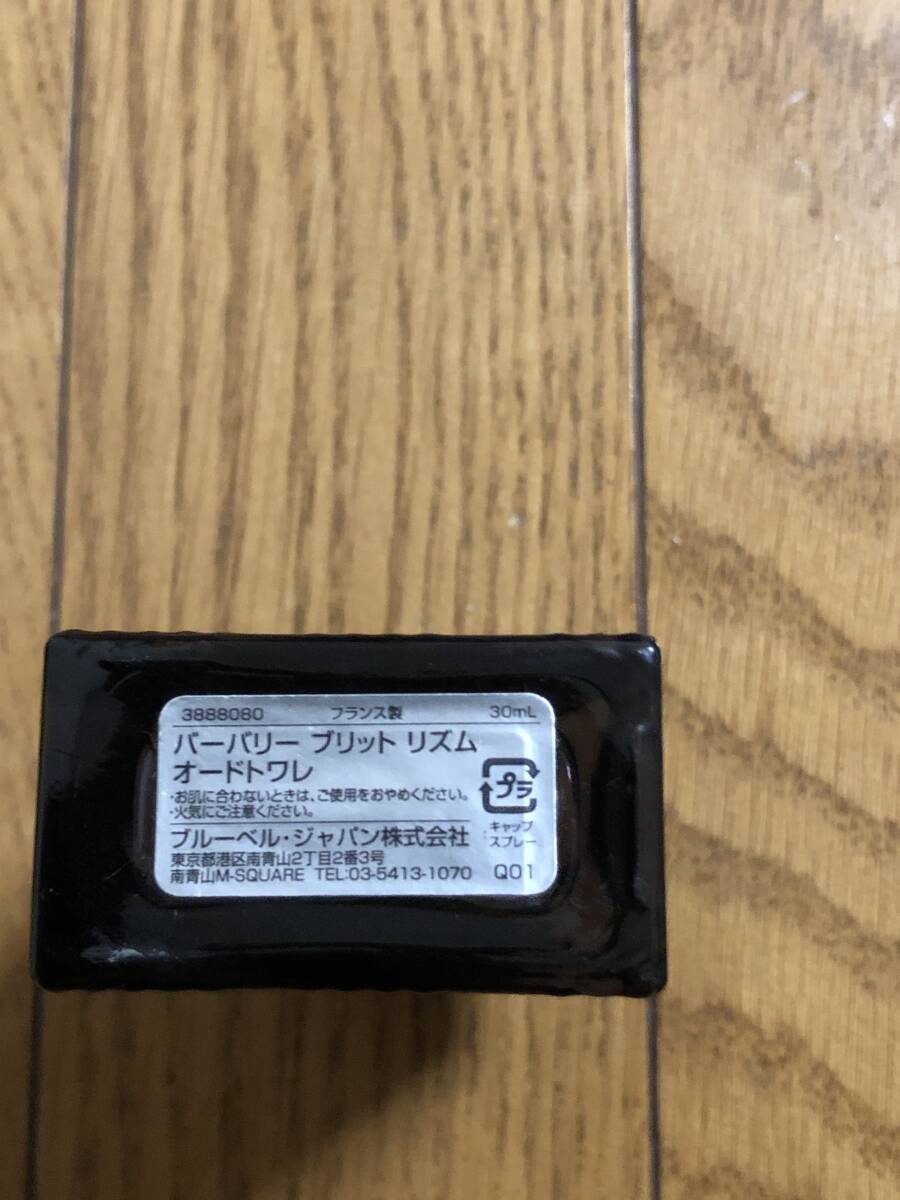 3888080 フランス製 30mL
バーバリー ブリット リズム
オードトワレ
・お肌に合わないときは、ご使用をおやめください。
・火気にご注意ください。
プラ
：キャップ
スプレー
ブルーベル・ジャパン株式会社
東京都港区南青山2丁目2番3号
南青山M-SQUARE TEL:03-5413-1070 Q01